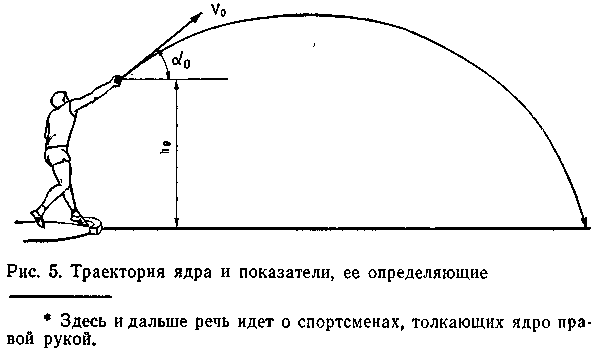 V₀
α₀
h₀
Рис. 5. Траектория ядра и показатели, ее определяющие
* Здесь и дальше речь идет о спортсменах, толкающих ядро пра-
вой рукой.